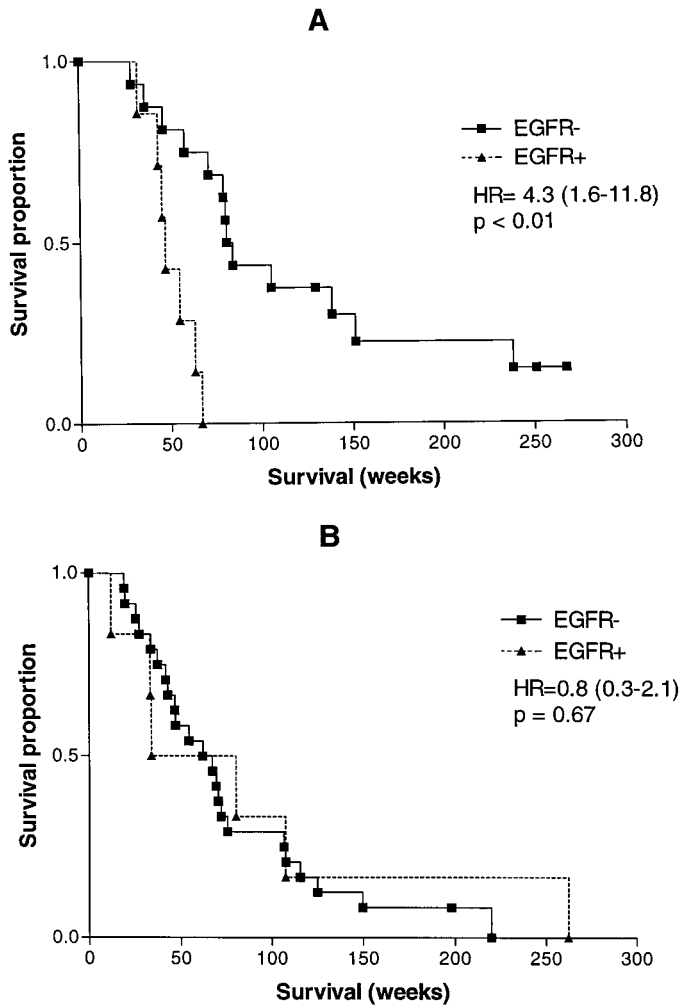 A
1.0
0.5
0.0
Survival proportion
EGFR-
EGFR+
HR= 4.3 (1.6-11.8)
p < 0.01
0 50 100 150 200 250 300
Survival (weeks)
B
1.0
0.5
0.0
Survival proportion
EGFR-
EGFR+
HR=0.8 (0.3-2.1)
p = 0.67
0 50 100 150 200 250 300
Survival (weeks)